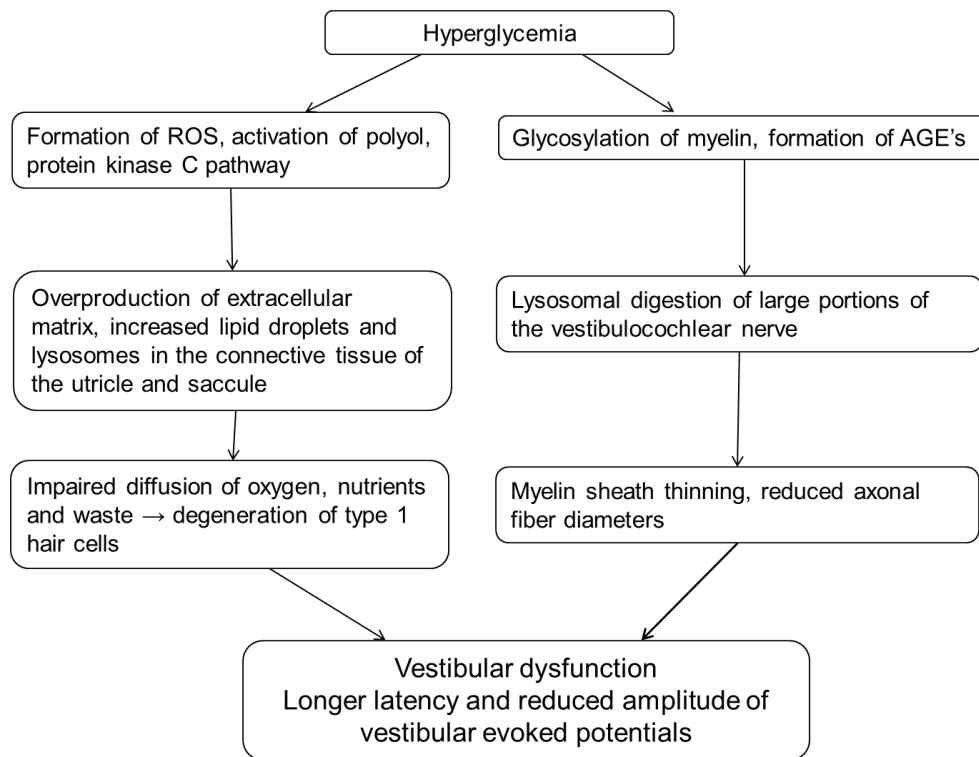 Hyperglycemia
Formation of ROS, activation of polyol,
protein kinase C pathway
Glycosylation of myelin, formation of AGE's
Overproduction of extracellular
matrix, increased lipid droplets and
lysosomes in the connective tissue of
the utricle and saccule
Lysosomal digestion of large portions of
the vestibulocochlear nerve
Impaired diffusion of oxygen, nutrients
and waste → degeneration of type 1
hair cells
Myelin sheath thinning, reduced axonal
fiber diameters
Vestibular dysfunction
Longer latency and reduced amplitude of
vestibular evoked potentials